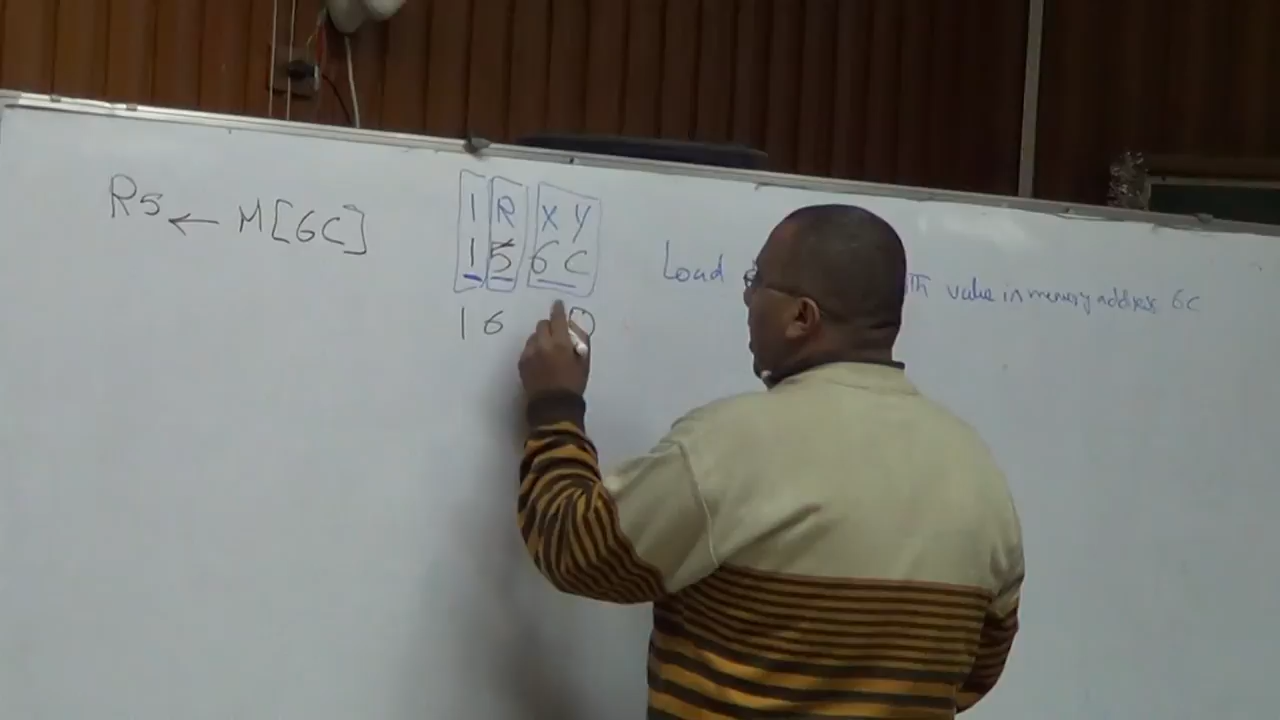 R5 ← M[6C]
1 R X Y
1 5 6 C
Load value in memory address 6C
1 6